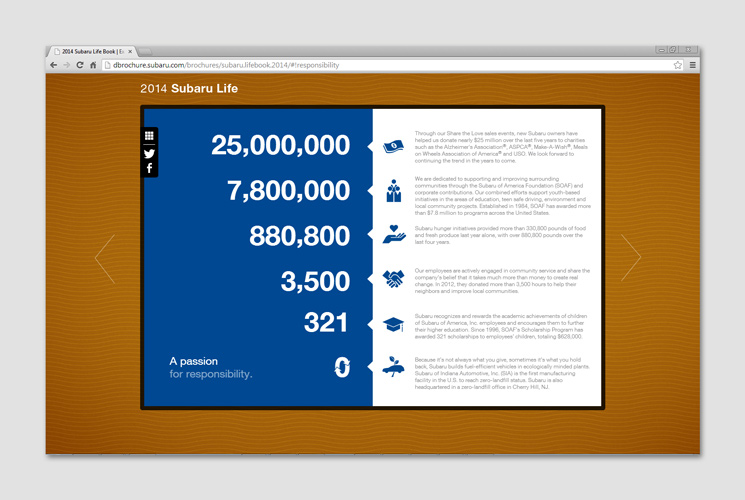 2014 Subaru Life Book | Ex
dbrochure.subaru.com/brochures/subaru.lifebook.2014/#!responsibility
2014 Subaru Life
25,000,000
Through our Share the Love sales events, new Subaru owners have
helped us donate nearly $25 million over the last five years to charities
such as the Alzheimer's Association®, ASPCA®, Make-A-Wish®, Meals
on Wheels Association of America® and USO. We look forward to
continuing the trend in the years to come.
7,800,000
We are dedicated to supporting and improving surrounding
communities through the Subaru of America Foundation (SOAF) and
corporate contributions. Our combined efforts support youth-based
initiatives in the areas of education, teen safe driving, environment and
local community projects. Established in 1984, SOAF has awarded more
than $7.8 million to programs across the United States.
880,800
Subaru hunger initiatives provided more than 330,800 pounds of food
and fresh produce last year alone, with over 880,800 pounds over the
last four years.
3,500
Our employees are actively engaged in community service and share the
company's belief that it takes much more than money to create real
change. In 2012, they donated more than 3,500 hours to help their
neighbors and improve local communities.
321
Subaru recognizes and rewards the academic achievements of children
of Subaru of America, Inc. employees and encourages them to further
their higher education. Since 1986, SOAF's Scholarship Program has
awarded 321 scholarships to employees' children, totaling $628,000.
A passion
for responsibility.
0
Because it's not always what you give, sometimes it's what you hold
back, Subaru builds fuel-efficient vehicles in ecologically minded plants.
Subaru of Indiana Automotive, Inc. (SIA) is the first manufacturing
facility in the U.S. to reach zero-landfill status. Subaru is also
headquartered in a zero-landfill office in Cherry Hill, NJ.